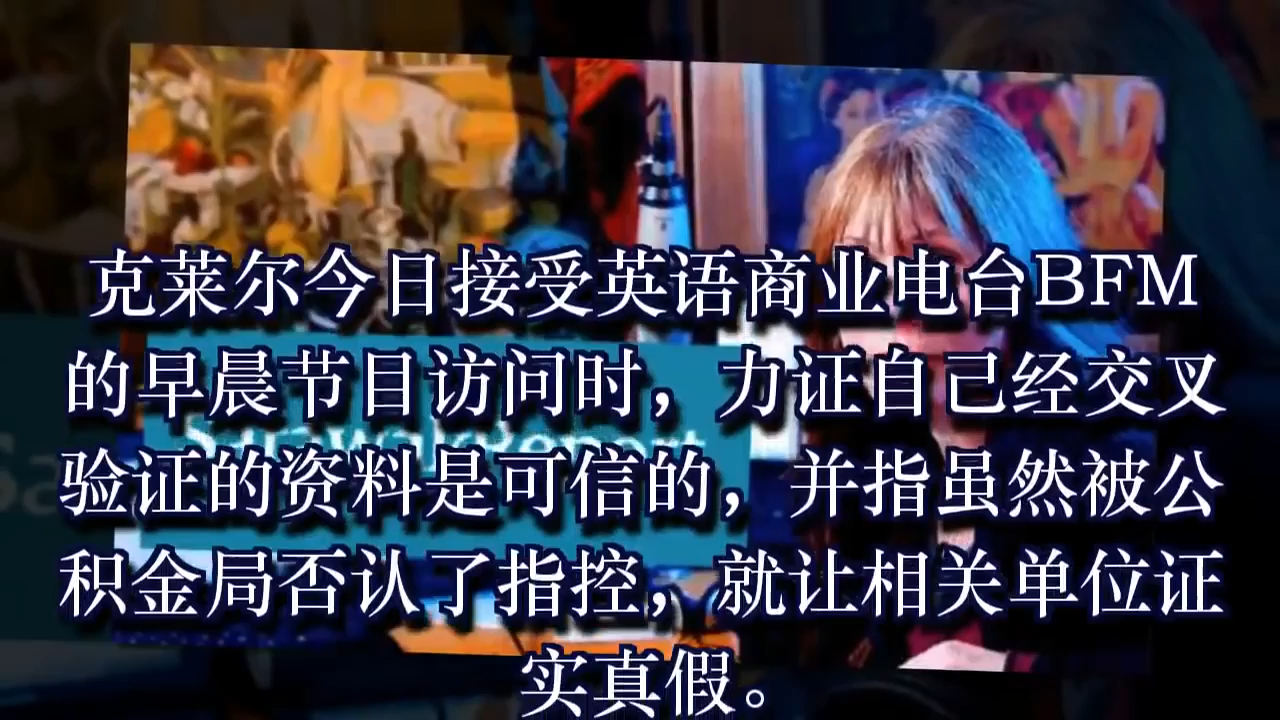 克莱尔今日接受英语商业电台BFM
的早晨节目访问时，力证自己经交叉
验证的资料是可信的，并指虽然被公
积金局否认了指控，就让相关单位证
实真假。